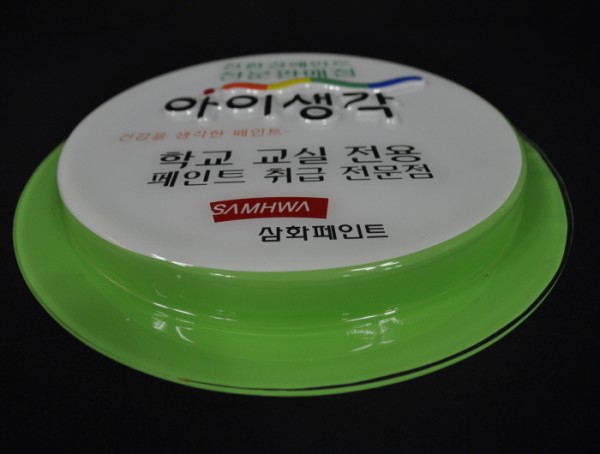 친환경페인트
전문판매점
아이생각
건강을 생각한 페인트~
학교 교실 전용
페인트 취급 전문점
SAMHWA
삼화페인트